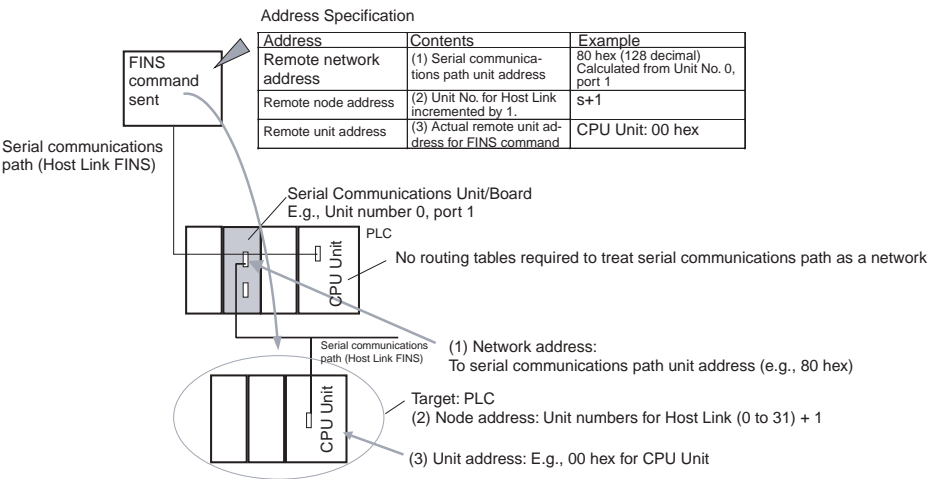 Address Specification
Address Contents Example
Remote network address
(1) Serial communica-
tions path unit address
80 hex (128 decimal)
Calculated from Unit No. 0,
port 1
Remote node address
(2) Unit No. for Host Link
incremented by 1.
s+1
Remote unit address
(3) Actual remote unit ad-
dress for FINS command
CPU Unit: 00 hex
FINS
command
sent
Serial communications
path (Host Link FINS)
Serial Communications Unit/Board
E.g., Unit number 0, port 1
PLC
CPU Unit
No routing tables required to treat serial communications path as a network
Serial communications
path (Host Link FINS)
(1) Network address:
To serial communications path unit address (e.g., 80 hex)
CPU Unit
Target: PLC
(2) Node address: Unit numbers for Host Link (0 to 31) + 1
(3) Unit address: E.g., 00 hex for CPU Unit